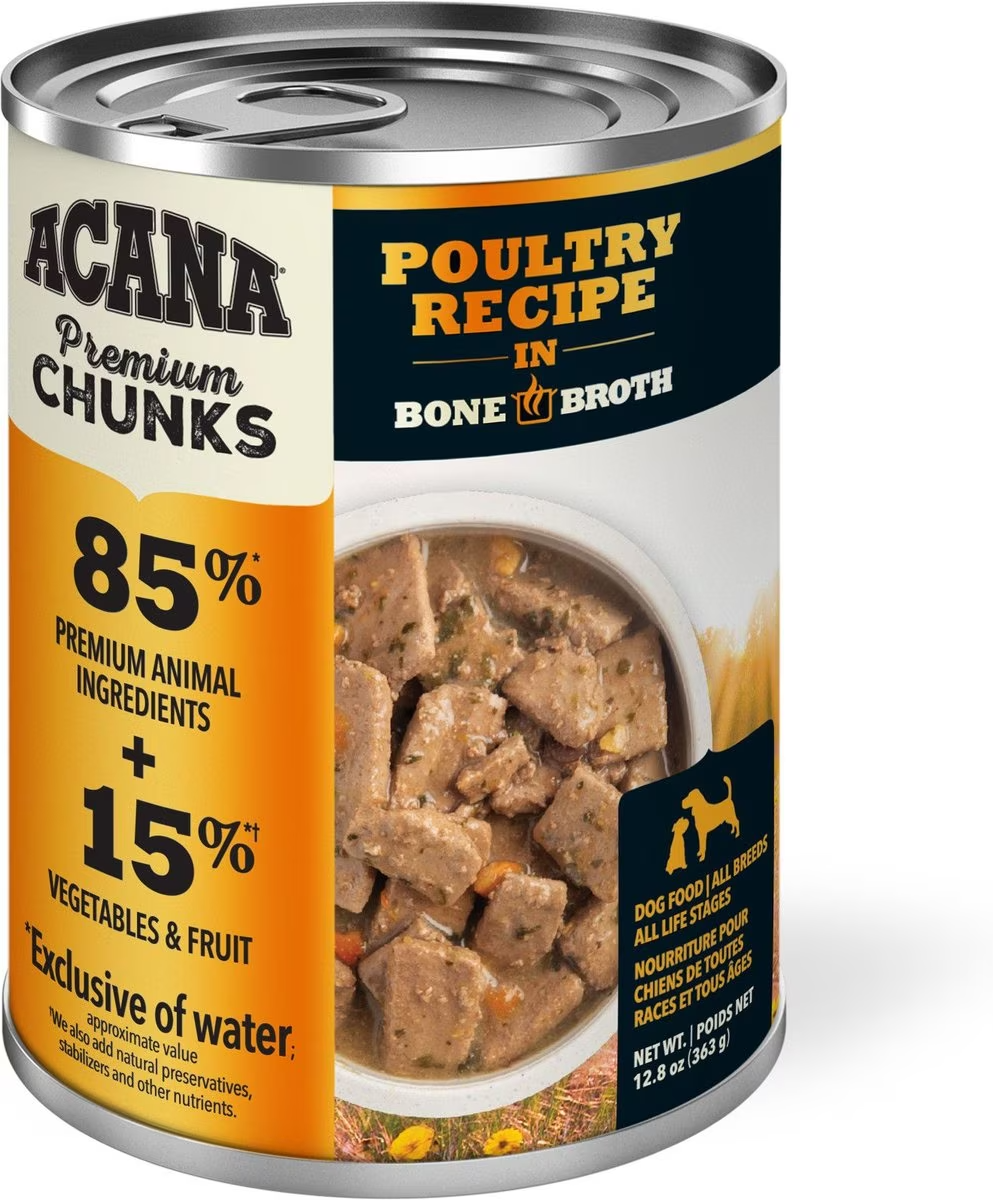 ACANA®
Premium
CHUNKS
85%*
PREMIUM ANIMAL
INGREDIENTS
+
15%*†
VEGETABLES & FRUIT
*Exclusive of water;
approximate value
†We also add natural preservatives,
stabilizers and other nutrients.
POULTRY
RECIPE
IN
BONE BROTH
DOG FOOD | ALL BREEDS
ALL LIFE STAGES
NOURRITURE POUR
CHIENS DE TOUTES
RACES ET TOUS ÂGES
NET WT. | POIDS NET
12.8 oz (363 g)